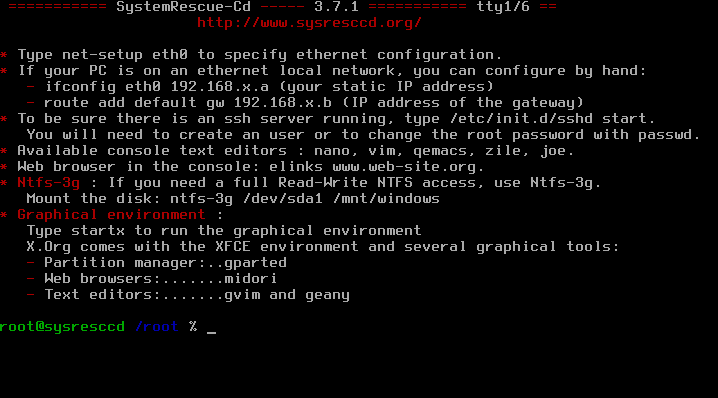 =========== SystemRescue-Cd ----- 3.7.1 =========== tty1/6 ==
http://www.sysresccd.org/
* Type net-setup eth0 to specify ethernet configuration.
* If your PC is on an ethernet local network, you can configure by hand:
- ifconfig eth0 192.168.x.a (your static IP address)
- route add default gw 192.168.x.b (IP address of the gateway)
* To be sure there is an ssh server running, type /etc/init.d/sshd start.
You will need to create an user or to change the root password with passwd.
* Available console text editors : nano, vim, qemacs, zile, joe.
* Web browser in the console: elinks www.web-site.org.
* Ntfs-3g : If you need a full Read-Write NTFS access, use Ntfs-3g.
Mount the disk: ntfs-3g /dev/sda1 /mnt/windows
* Graphical environment :
Type startx to run the graphical environment
X.Org comes with the XFCE environment and several graphical tools:
- Partition manager:..gparted
- Web browsers:.......midori
- Text editors:.......gvim and geany
root@sysresccd /root % _